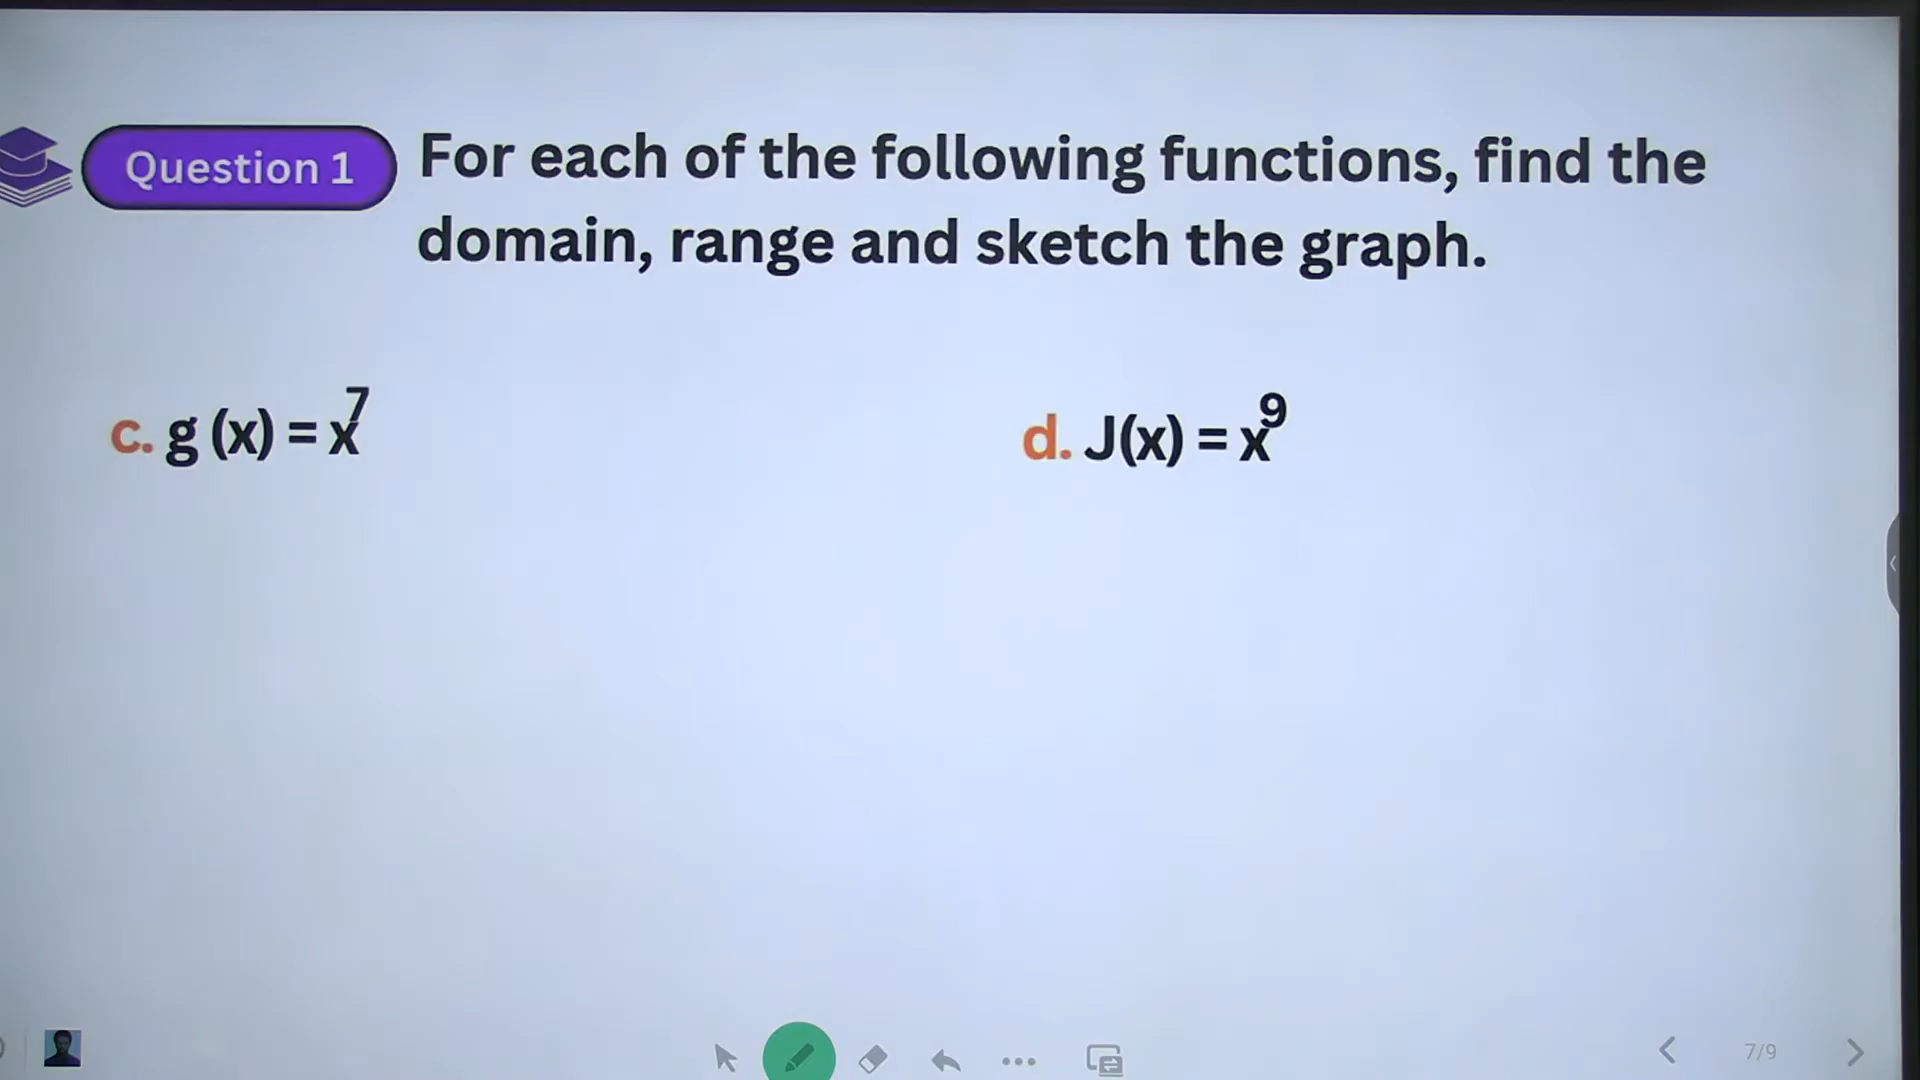 Question 1 For each of the following functions, find the
domain, range and sketch the graph.
c. g (x) = x⁷
d. J(x) = x⁹
7/9